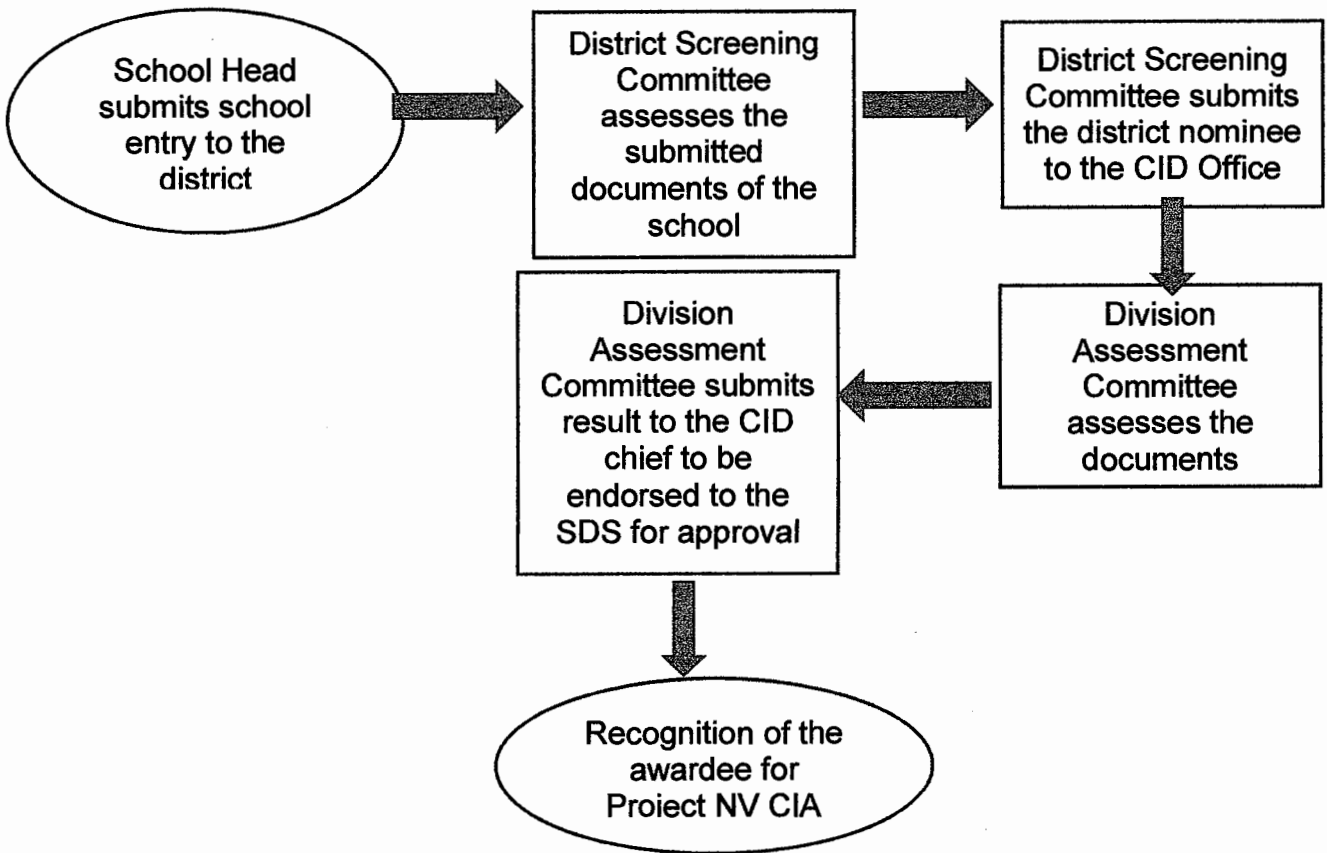 School Head
submits school
entry to the
district
District Screening
Committee
assesses the
submitted
documents of the
school
District Screening
Committee submits
the district nominee
to the CID Office
Division
Assessment
Committee
assesses the
documents
Division
Assessment
Committee submits
result to the CID
chief to be
endorsed to the
SDS for approval
Recognition of the
awardee for
Project NV CIA